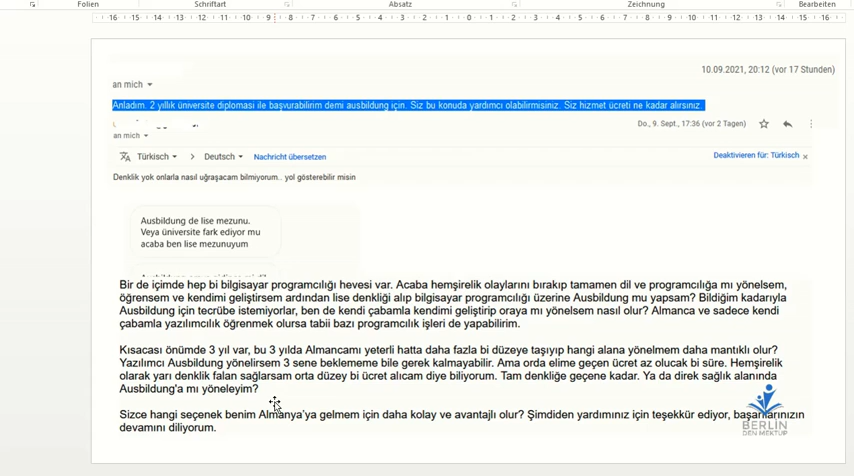 Folien Schriftart Absatz Zeichnung Bearbeiten
16 15 14 13 12 11 10 9 8 7 6 5 4 3 2 1 0 1 2 3 4 5 6 7 8 9 10 11 12 13 14 15 16
10.09.2021, 20:12 (vor 17 Stunden)
an mich
Anladım. 2 yıllık üniversite diploması ile başvurabilirim demi ausbildung için. Siz bu konuda yardımcı olabilirmisiniz. Siz hizmet ücreti ne kadar alırsınız.
Do., 9. Sept., 17:36 (vor 2 Tagen)
an mich
Türkisch > Deutsch Nachricht übersetzen Deaktivieren für: Türkisch x
Denklik yok onlarla nasıl uğraşacam bilmiyorum.. yol gösterebilir misin
Ausbildung de lise mezunu.
Veya üniversite fark ediyor mu
acaba ben lise mezunuyum
Bir de içimde hep bi bilgisayar programcılığı hevesi var. Acaba hemşirelik olaylarını bırakıp tamamen dil ve programcılığa mı yönelsem,
öğrensem ve kendimi geliştirsem ardından lise denkliği alıp bilgisayar programcılığı üzerine Ausbildung mu yapsam? Bildiğim kadarıyla
Ausbildung için tecrübe istemiyorlar, ben de kendi çabamla kendimi geliştirip oraya mı yönelsem nasıl olur? Almanca ve sadece kendi
çabamla yazılımcılık öğrenmek olursa tabii bazı programcılık işleri de yapabilirim.
Kısacası önümde 3 yıl var, bu 3 yılda Almancamı yeterli hatta daha fazla bi düzeye taşıyıp hangi alana yönelmem daha mantıklı olur?
Yazılımcı Ausbildung yönelirsem 3 sene beklememe bile gerek kalmayabilir. Ama orda elime geçen ücret az olucak bi süre. Hemşirelik
olarak yarı denklik falan sağlarsam orta düzey bi ücret alıcam diye biliyorum. Tam denkliğe geçene kadar. Ya da direk sağlık alanında
Ausbildung'a mı yöneleyim?
Sizce hangi seçenek benim Almanya'ya gelmem için daha kolay ve avantajlı olur? Şimdiden yardımınız için teşekkür ediyor, başarılarınızın
devamını diliyorum.
BERLİN
DEN MEKTUP